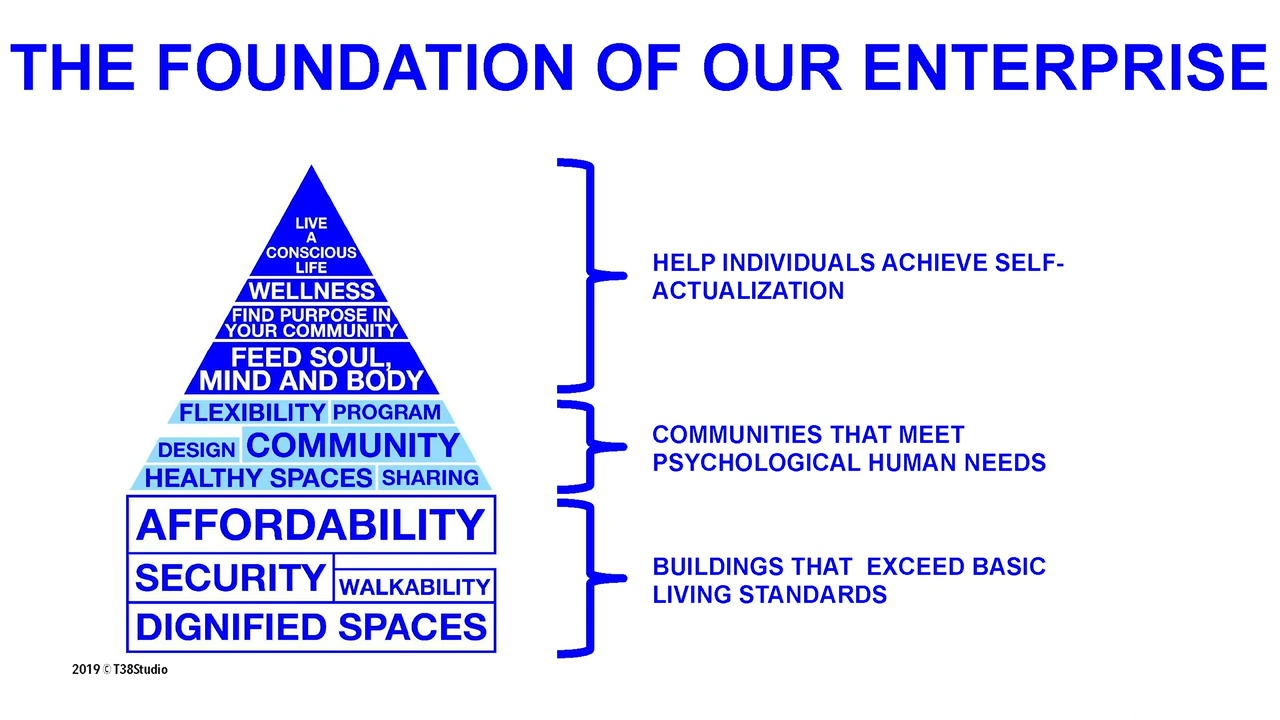 THE FOUNDATION OF OUR ENTERPRISE
LIVE
A
CONSCIOUS
LIFE
WELLNESS
FIND PURPOSE IN
YOUR COMMUNITY
FEED SOUL,
MIND AND BODY
FLEXIBILITY PROGRAM
DESIGN COMMUNITY
HEALTHY SPACES SHARING
AFFORDABILITY
SECURITY WALKABILITY
DIGNIFIED SPACES
HELP INDIVIDUALS ACHIEVE SELF-
ACTUALIZATION
COMMUNITIES THAT MEET
PSYCHOLOGICAL HUMAN NEEDS
BUILDINGS THAT  EXCEED BASIC
LIVING STANDARDS
2019 © T38Studio